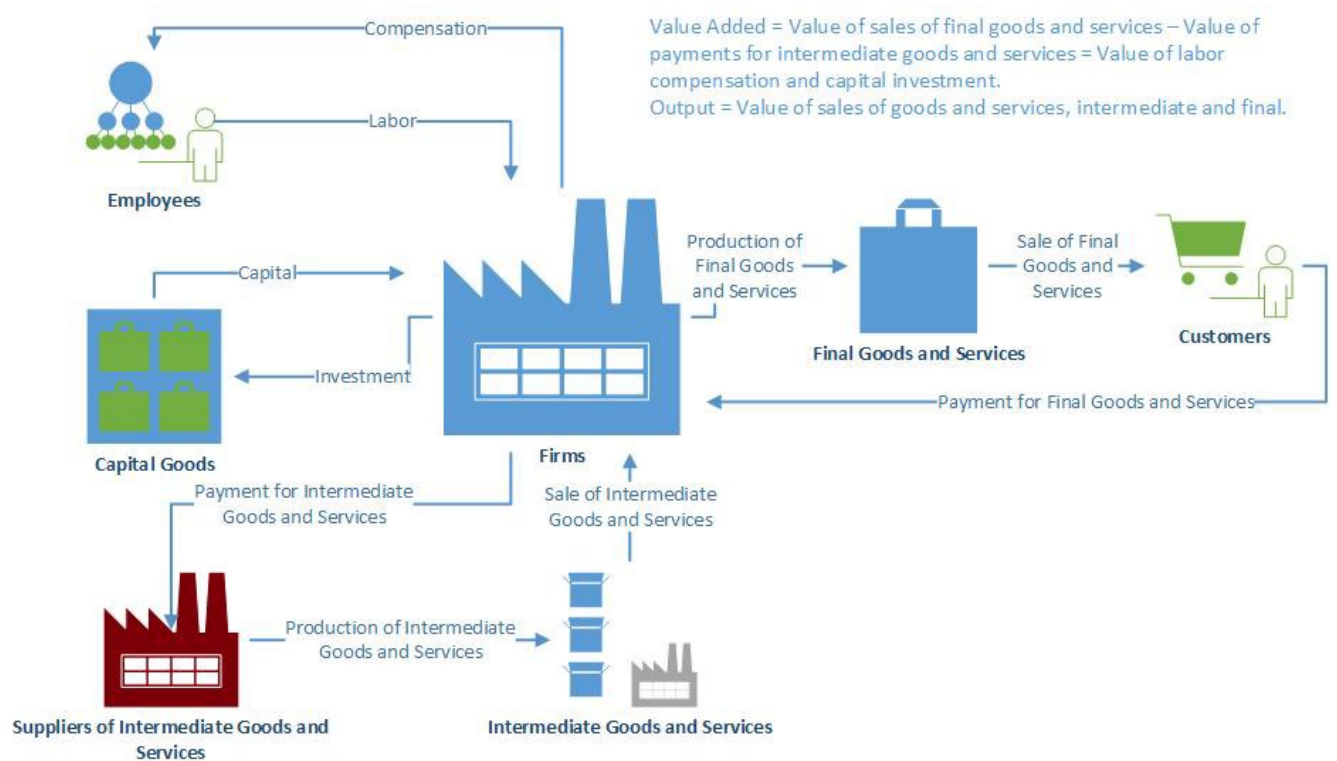 Compensation
Value Added = Value of sales of final goods and services – Value of
payments for intermediate goods and services = Value of labor
compensation and capital investment.
Output = Value of sales of goods and services, intermediate and final.
Labor
Employees
Capital
Investment
Capital Goods
Firms
Production of
Final Goods
and Services
Final Goods and Services
Sale of Final
Goods and
Services
Customers
Payment for Final Goods and Services
Payment for Intermediate
Goods and Services
Sale of Intermediate
Goods and Services
Production of Intermediate
Goods and Services
Suppliers of Intermediate Goods and
Services
Intermediate Goods and Services